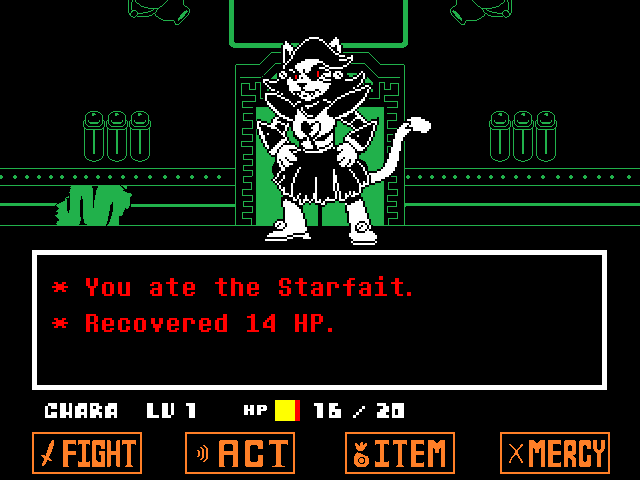 * You ate the Starfait.
* Recovered 14 HP.
CHARA LV 1 HP 16 / 20
FIGHT ACT ITEM MERCY